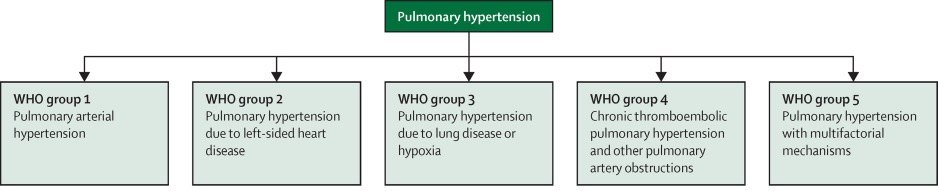 Pulmonary hypertension
WHO group 1
Pulmonary arterial
hypertension
WHO group 2
Pulmonary hypertension
due to left-sided heart
disease
WHO group 3
Pulmonary hypertension
due to lung disease or
hypoxia
WHO group 4
Chronic thromboembolic
pulmonary hypertension
and other pulmonary
artery obstructions
WHO group 5
Pulmonary hypertension
with multifactorial
mechanisms